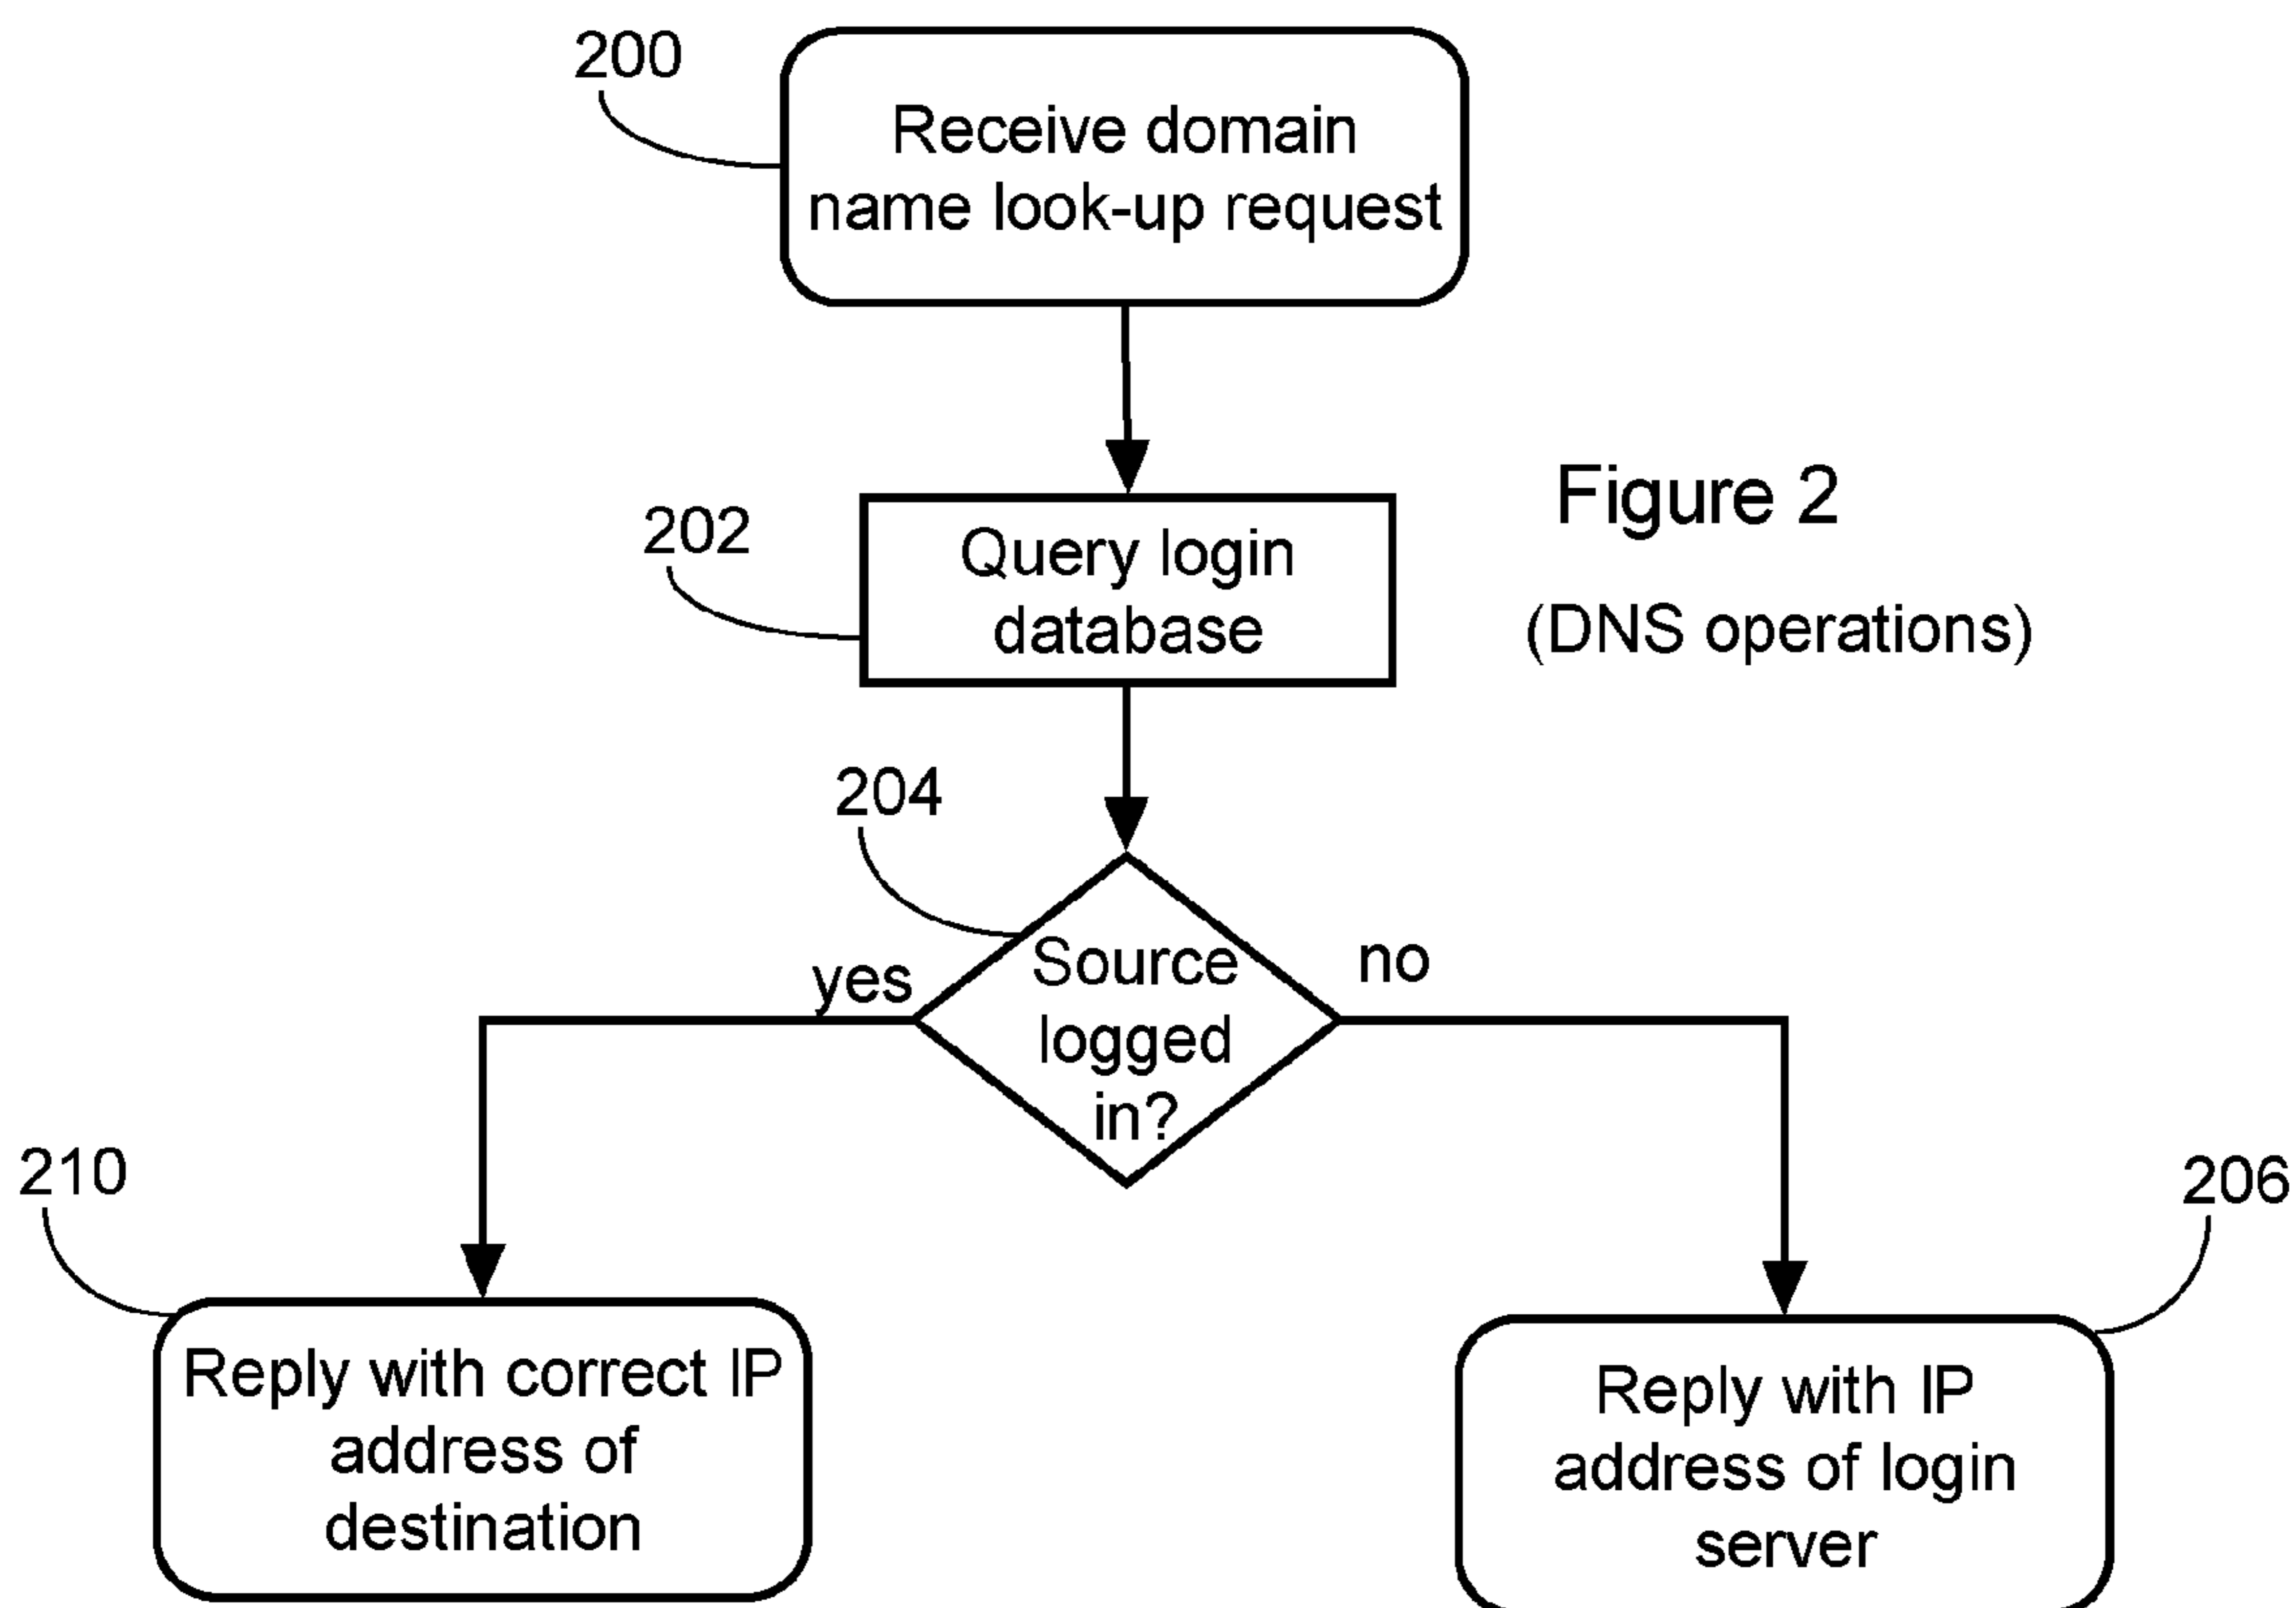 200
Receive domain
name look-up request
202
Query login
database
Figure 2
(DNS operations)
204
Source
logged
in?
yes
no
210
Reply with correct IP
address of
destination
206
Reply with IP
address of login
server